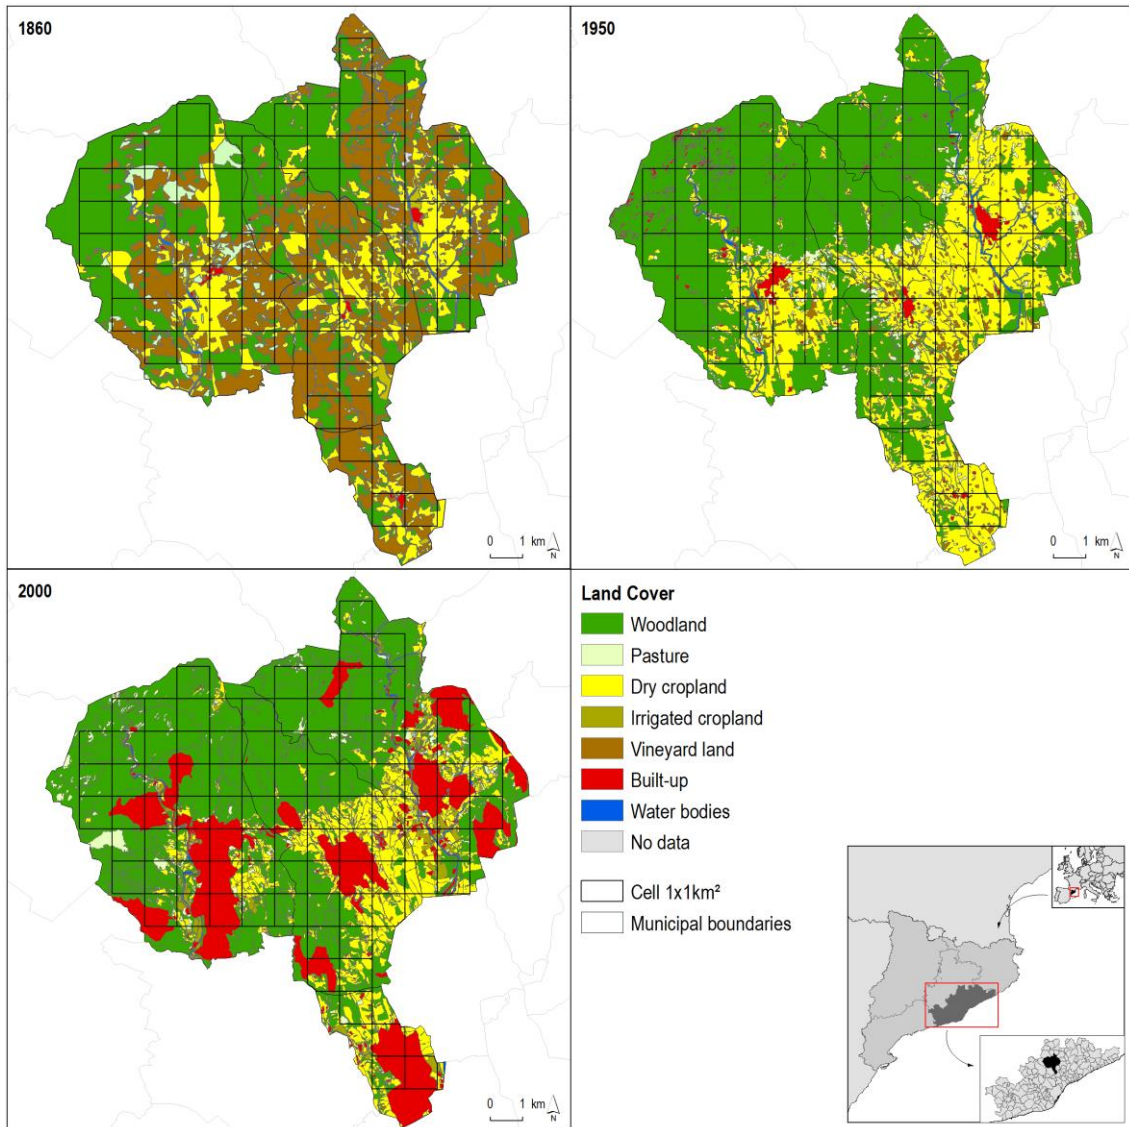 1860
0 1 km
N
1950
0 1 km
N
2000
0 1 km
N
Land Cover
Woodland
Pasture
Dry cropland
Irrigated cropland
Vineyard land
Built-up
Water bodies
No data
Cell 1x1km²
Municipal boundaries